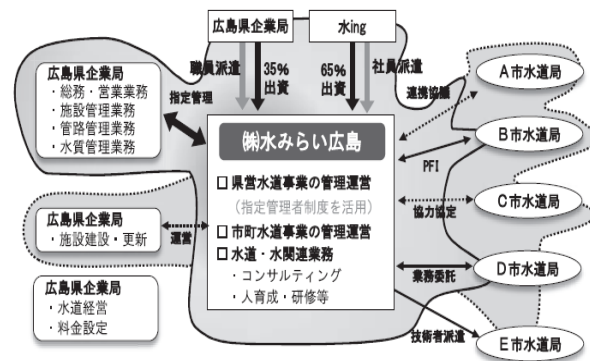 広島県企業局
水ing
職員派遣
35%
出資
65%
出資
社員派遣
広島県企業局
・総務・営業業務
・施設管理業務
・管路管理業務
・水質管理業務
指定管理
㈱水みらい広島
□ 県営水道事業の管理運営
(指定管理者制度を活用)
□ 市町水道事業の管理運営
□ 水道・水関連業務
・コンサルティング
・人育成・研修等
広島県企業局
・施設建設・更新
運営
広島県企業局
・水道経営
・料金設定
連携協議
A市水道局
PFI
B市水道局
協力協定
C市水道局
業務委託
D市水道局
技術者派遣
E市水道局